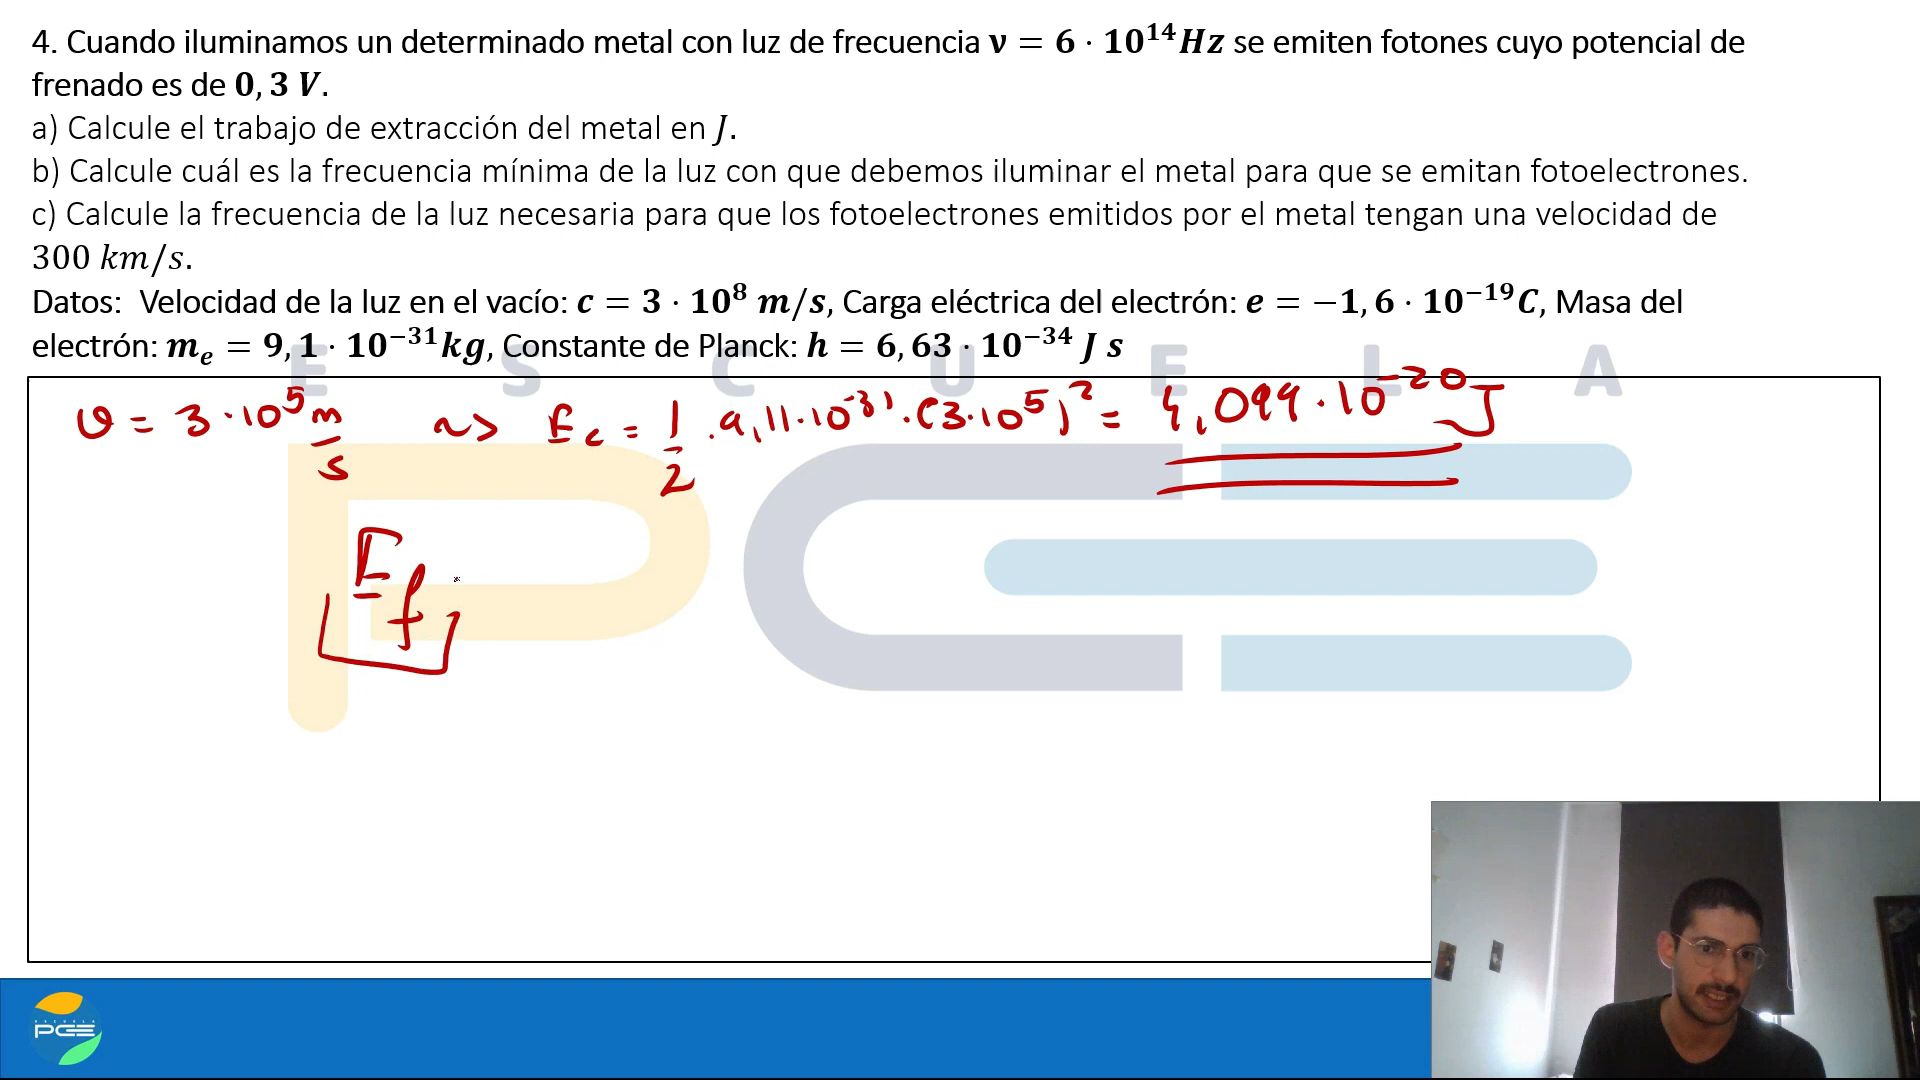 4. Cuando iluminamos un determinado metal con luz de frecuencia ν = 6 · 10¹⁴Hz se emiten fotones cuyo potencial de
frenado es de 0, 3 V.
a) Calcule el trabajo de extracción del metal en J.
b) Calcule cuál es la frecuencia mínima de la luz con que debemos iluminar el metal para que se emitan fotoelectrones.
c) Calcule la frecuencia de la luz necesaria para que los fotoelectrones emitidos por el metal tengan una velocidad de
300 km/s.
Datos: Velocidad de la luz en el vacío: c = 3 · 10⁸ m/s, Carga eléctrica del electrón: e = −1, 6 · 10⁻¹⁹C, Masa del
electrón: mₑ = 9, 1 · 10⁻³¹kg, Constante de Planck: h = 6, 63 · 10⁻³⁴ J s
E S C U E L A
v = 3·10⁵ m/s ~> Ec = 1/2 · 9,11·10⁻³¹ · (3·10⁵)² = 4,099·10⁻²⁰ J
Ef
PCE
ESCUELA
PCE